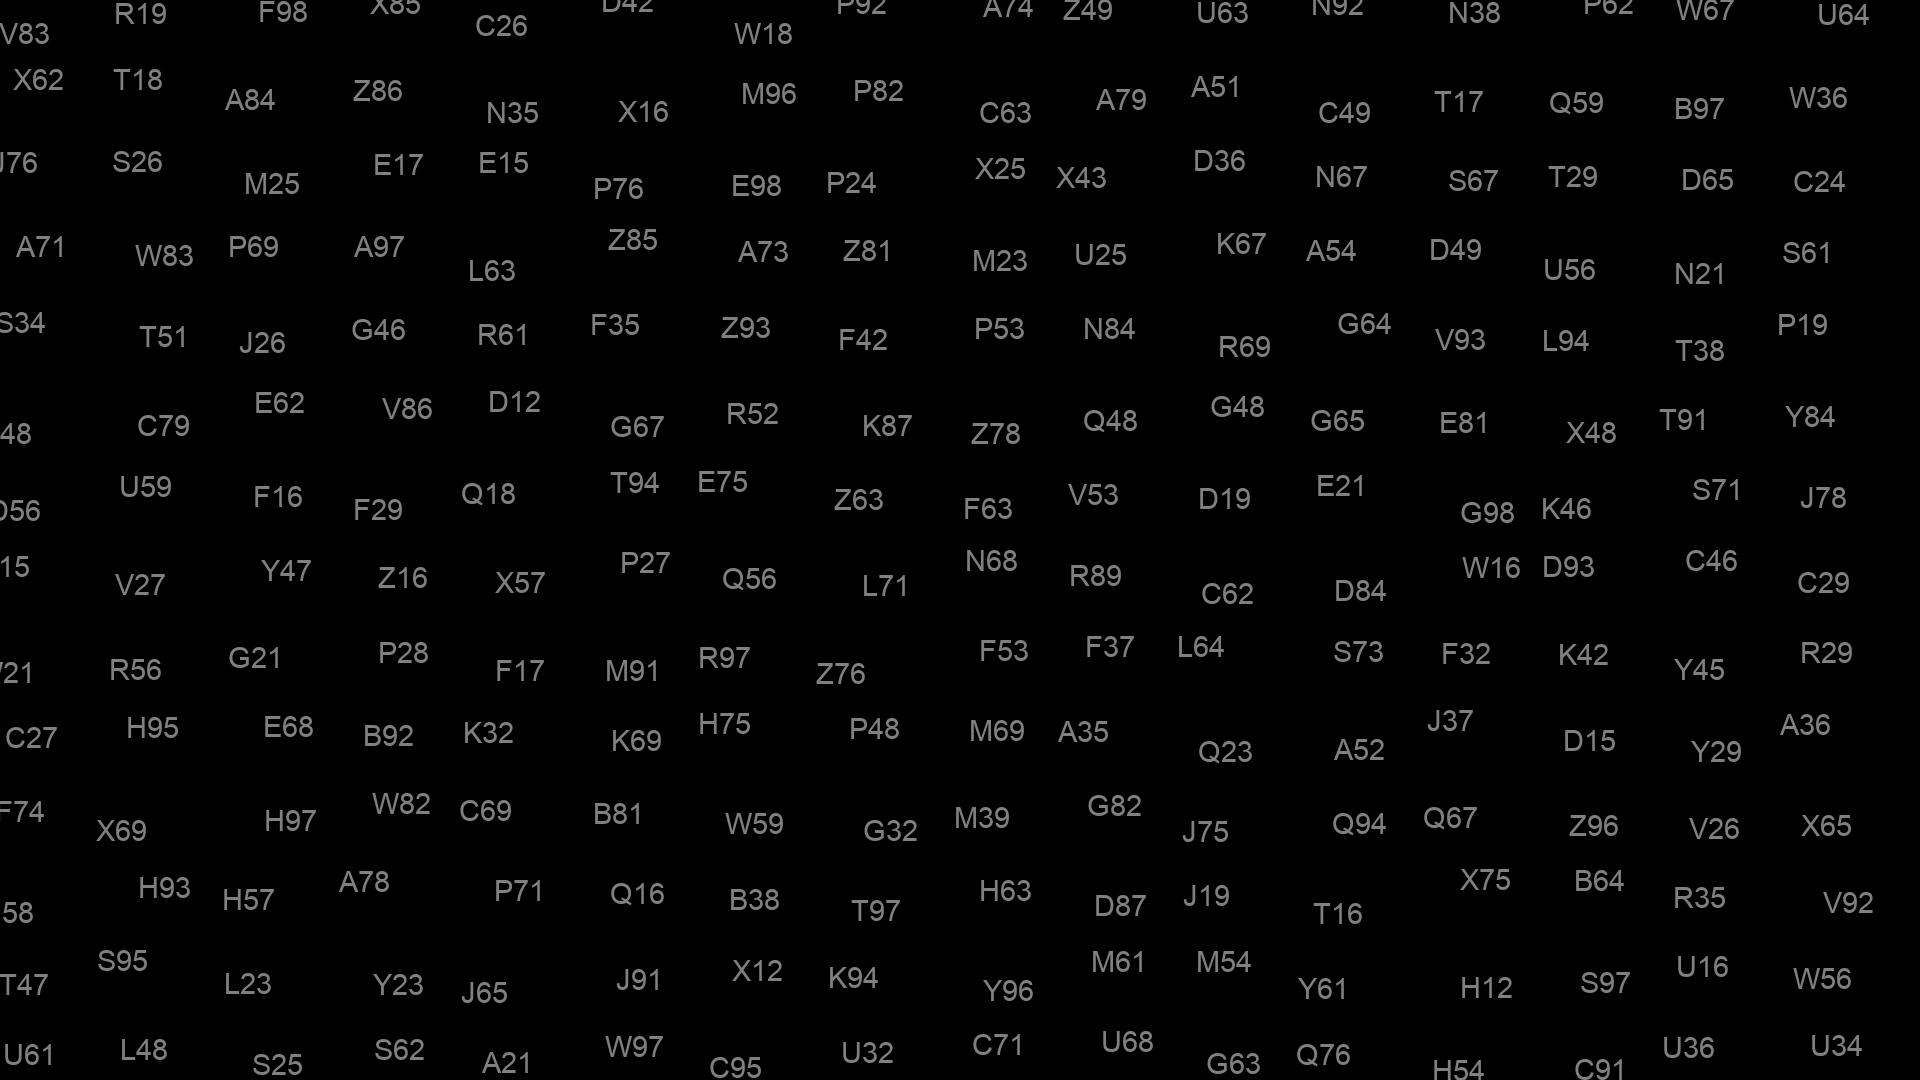 V83 R19 F98 X85 C26 D42 W18 P92 A74 Z49 U63 N92 N38 P62 W67 U64
X62 T18 A84 Z86 N35 X16 M96 P82 C63 A79 A51 C49 T17 Q59 B97 W36
J76 S26 M25 E17 E15 P76 E98 P24 X25 X43 D36 N67 S67 T29 D65 C24
A71 W83 P69 A97 L63 Z85 A73 Z81 M23 U25 K67 A54 D49 U56 N21 S61
S34 T51 J26 G46 R61 F35 Z93 F42 P53 N84 R69 G64 V93 L94 T38 P19
48 C79 E62 V86 D12 G67 R52 K87 Z78 Q48 G48 G65 E81 X48 T91 Y84
56 U59 F16 F29 Q18 T94 E75 Z63 F63 V53 D19 E21 G98 K46 S71 J78
15 V27 Y47 Z16 X57 P27 Q56 L71 N68 R89 C62 D84 W16 D93 C46 C29
21 R56 G21 P28 F17 M91 R97 Z76 F53 F37 L64 S73 F32 K42 Y45 R29
C27 H95 E68 B92 K32 K69 H75 P48 M69 A35 Q23 A52 J37 D15 Y29 A36
F74 X69 H97 W82 C69 B81 W59 G32 M39 G82 J75 Q94 Q67 Z96 V26 X65
58 H93 H57 A78 P71 Q16 B38 T97 H63 D87 J19 T16 X75 B64 R35 V92
T47 S95 L23 Y23 J65 J91 X12 K94 Y96 M61 M54 Y61 H12 S97 U16 W56
U61 L48 S25 S62 A21 W97 C95 U32 C71 U68 G63 Q76 H54 C91 U36 U34